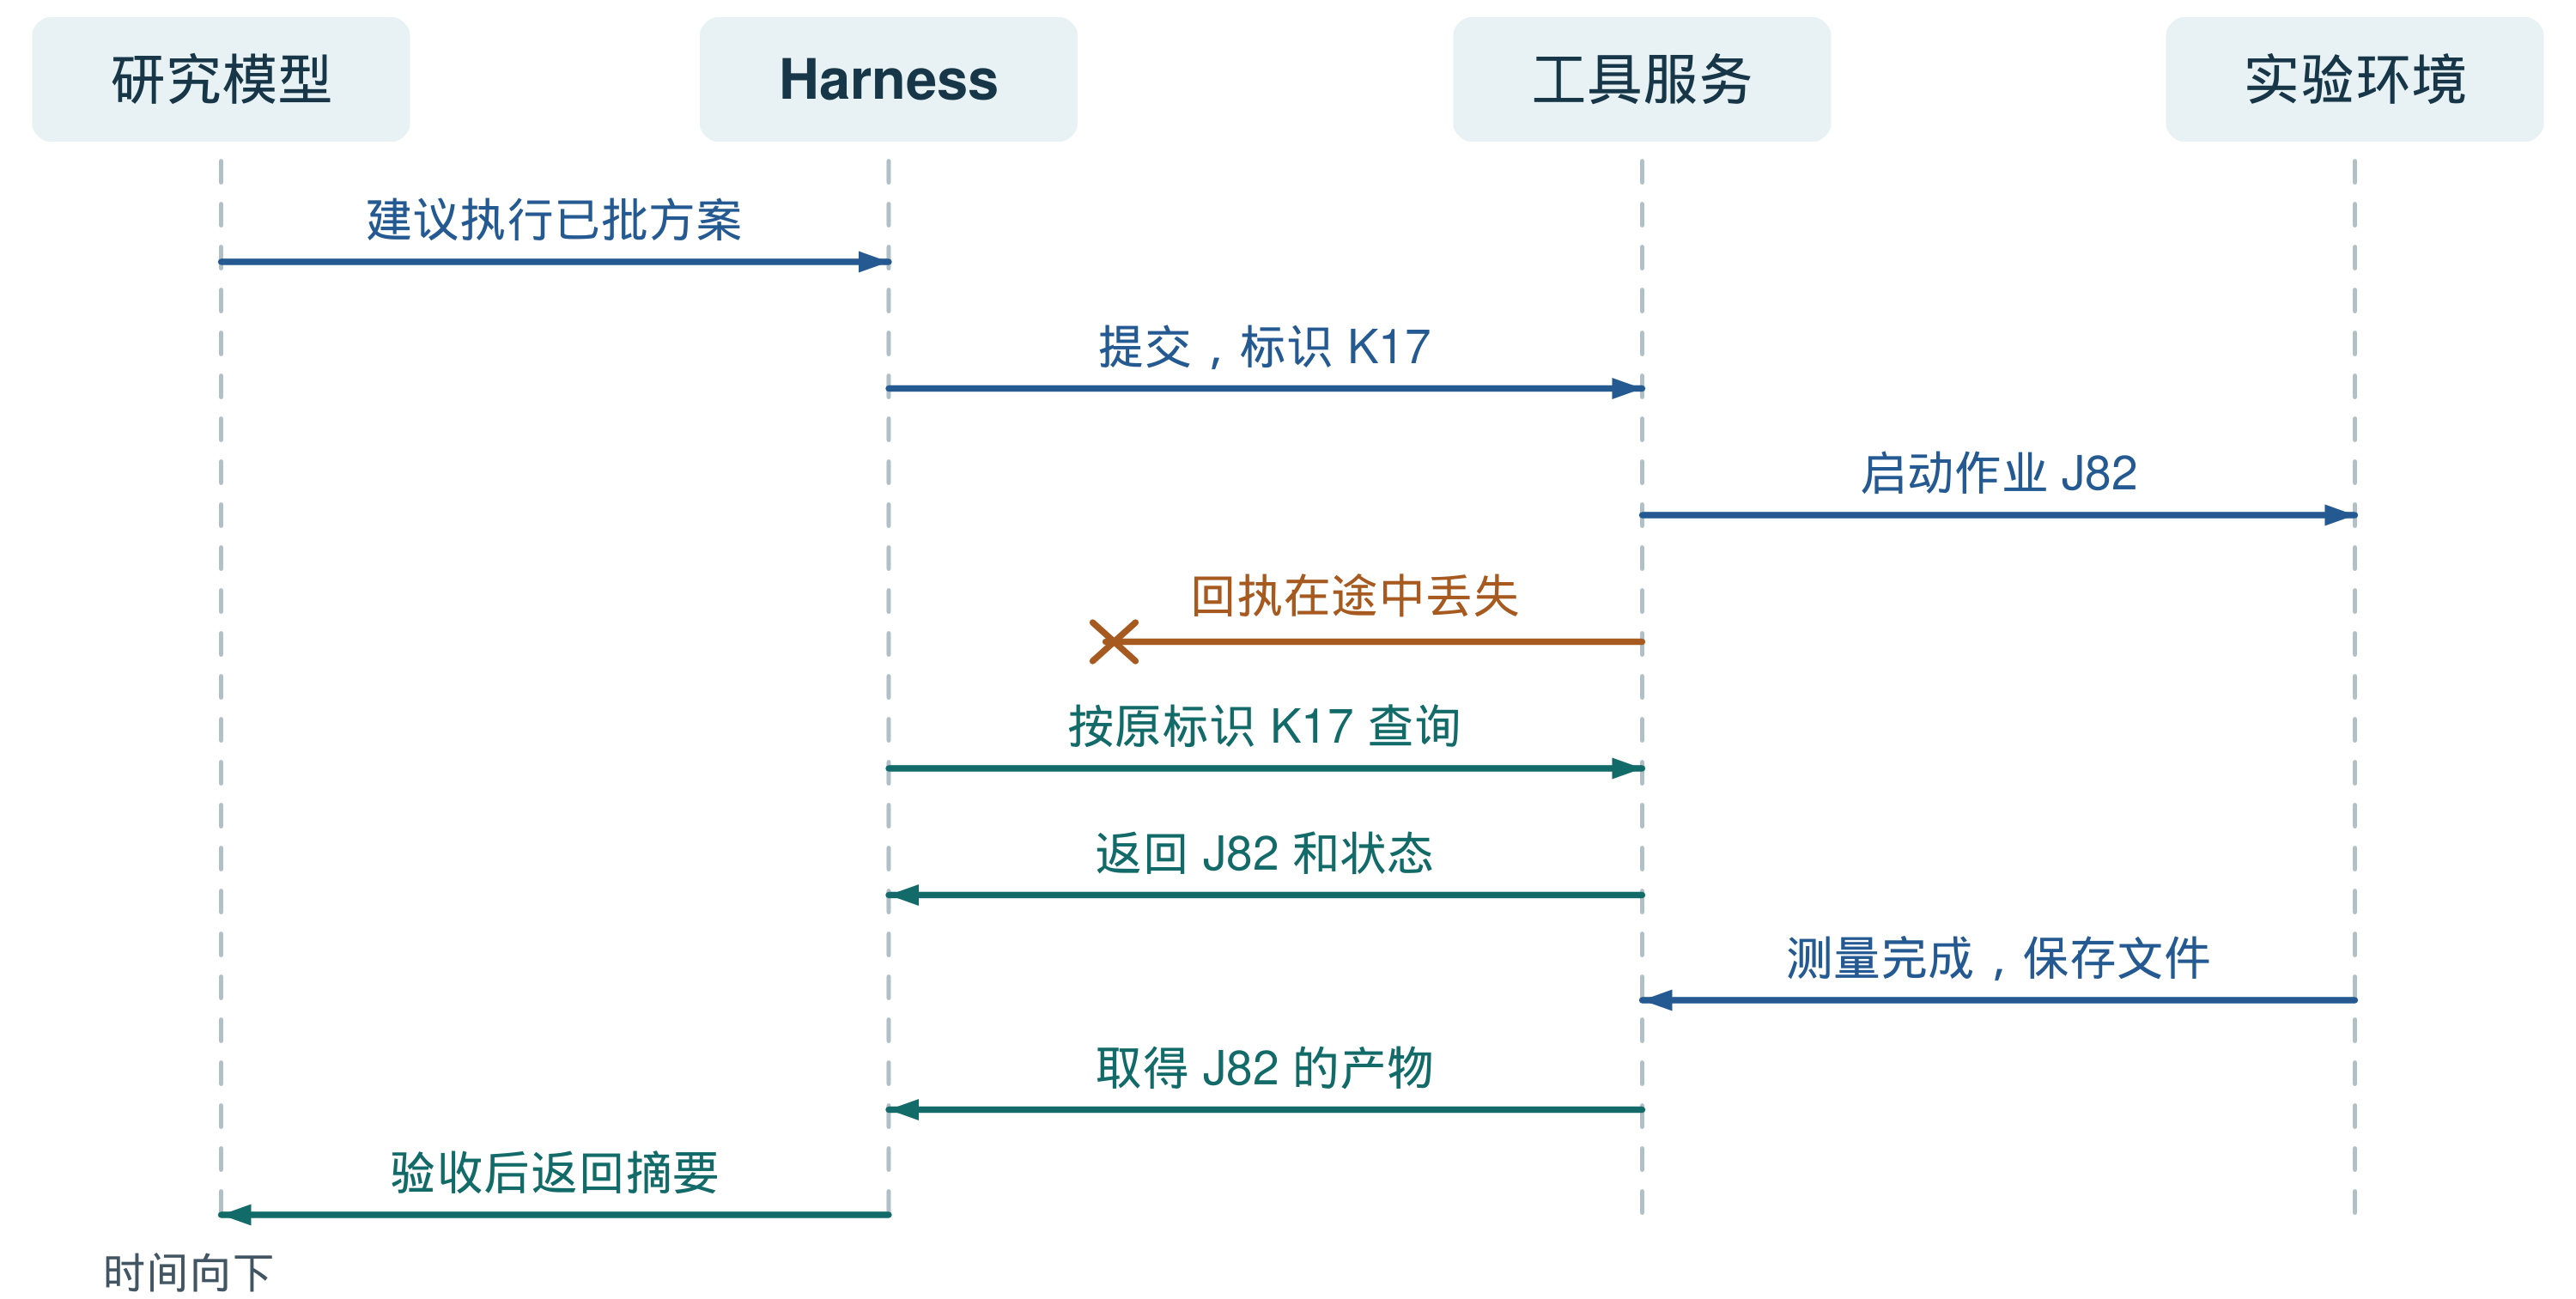 研究模型
Harness
工具服务
实验环境
建议执行已批方案
提交，标识 K17
启动作业 J82
回执在途中丢失
按原标识 K17 查询
返回 J82 和状态
测量完成，保存文件
取得 J82 的产物
验收后返回摘要
时间向下